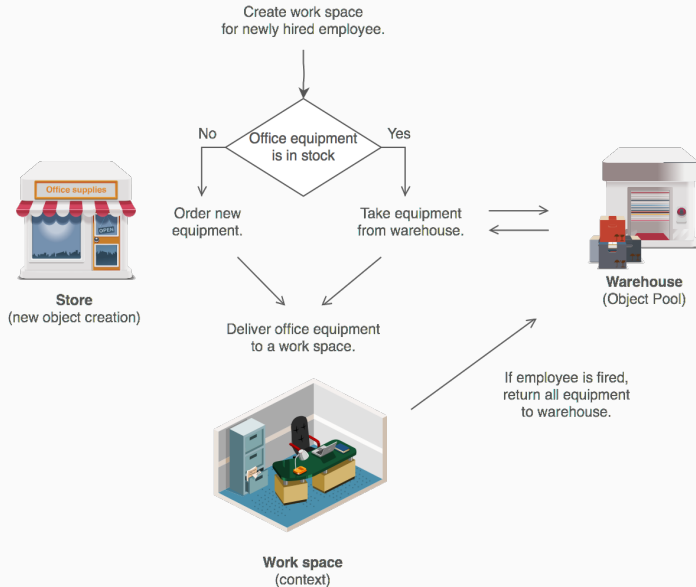 Create work space
for newly hired employee.
No
Office equipment
is in stock
Yes
Office supplies
OPEN
Order new
equipment.
Take equipment
from warehouse.
Store
(new object creation)
Warehouse
(Object Pool)
Deliver office equipment
to a work space.
If employee is fired,
return all equipment
to warehouse.
Work space
(context)